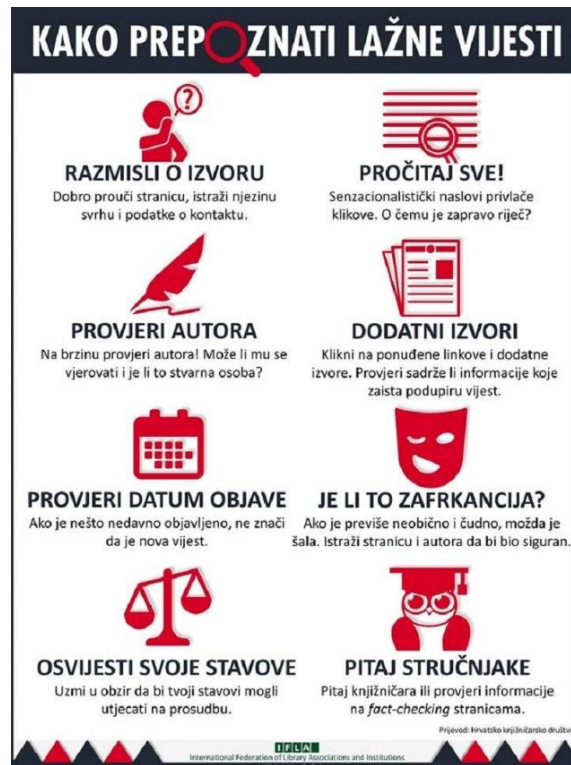 KAKO PREPOZNATI LAŽNE VIJESTI
?
RAZMISLI O IZVORU
Dobro prouči stranicu, istraži njezinu
svrhu i podatke o kontaktu.
PROČITAJ SVE!
Senzacionalistički naslovi privlače
klikove. O čemu je zapravo riječ?
PROVJERI AUTORA
Na brzinu provjeri autora! Može li mu se
vjerovati i je li to stvarna osoba?
DODATNI IZVORI
Klikni na ponuđene linkove i dodatne
izvore. Provjeri sadrže li informacije koje
zaista podupiru vijest.
PROVJERI DATUM OBJAVE
Ako je nešto nedavno objavljeno, ne znači
da je nova vijest.
JE LI TO ZAFRKANCIJA?
Ako je previše neobično i čudno, možda je
šala. Istraži stranicu i autora da bi bio siguran.
OSVIJESTI SVOJE STAVOVE
Uzmi u obzir da bi tvoji stavovi mogli
utjecati na prosudbu.
PITAJ STRUČNJAKE
Pitaj knjižničara ili provjeri informacije
na fact-checking stranicama.
Prijevod: Hrvatsko knjižničarsko društvo
IFLA
International Federation of Library Associations and Institutions